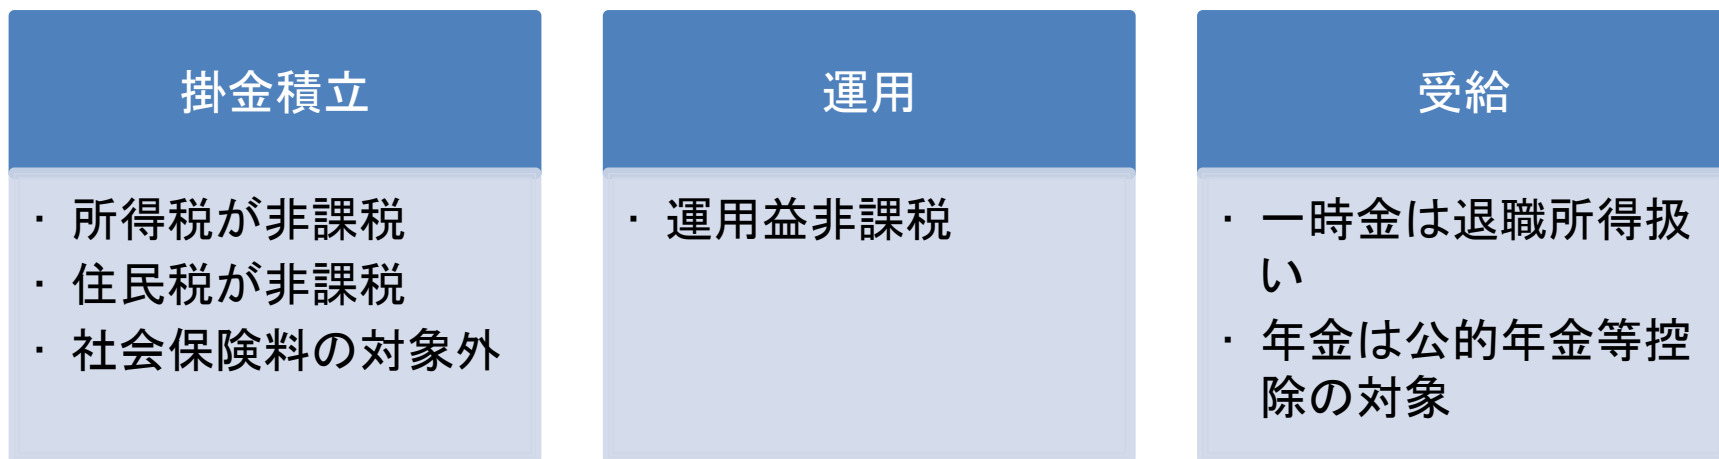 掛金積立
・ 所得税が非課税
・ 住民税が非課税
・ 社会保険料の対象外
運用
・ 運用益非課税
受給
・ 一時金は退職所得扱
い
・ 年金は公的年金等控
除の対象